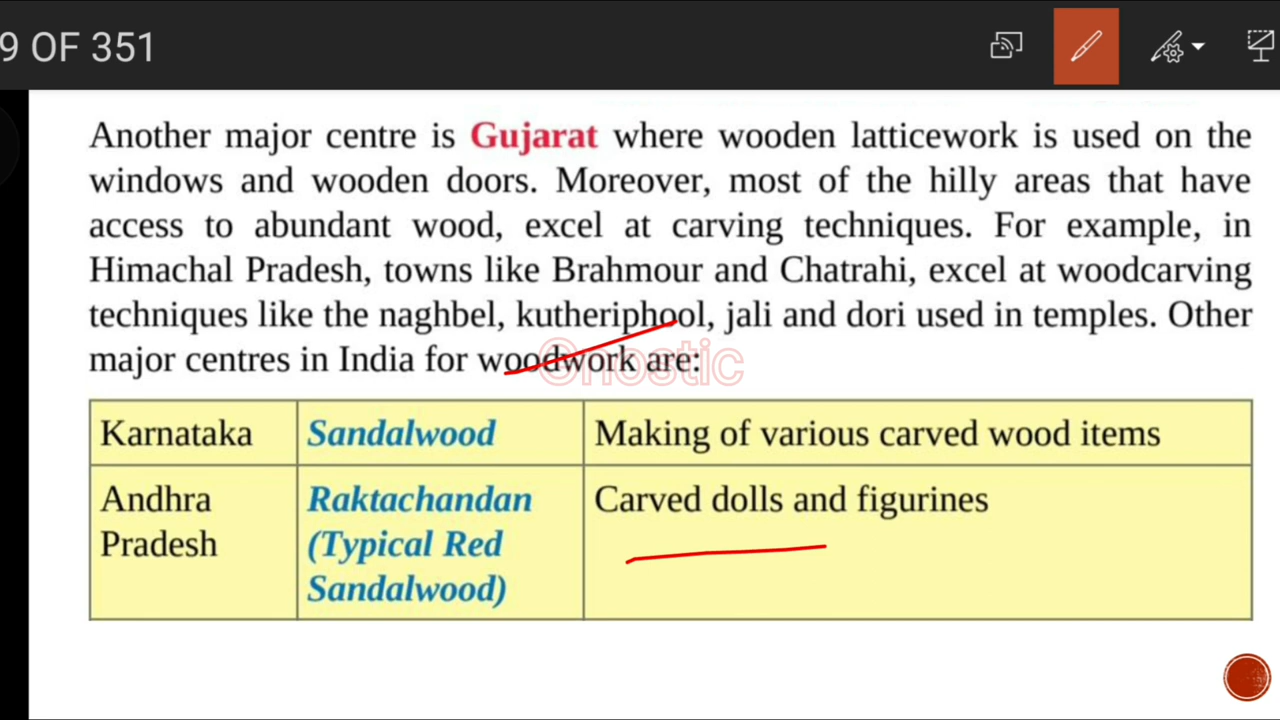 9 OF 351
Another major centre is Gujarat where wooden latticework is used on the
windows and wooden doors. Moreover, most of the hilly areas that have
access to abundant wood, excel at carving techniques. For example, in
Himachal Pradesh, towns like Brahmour and Chatrahi, excel at woodcarving
techniques like the naghbel, kutheriphool, jali and dori used in temples. Other
major centres in India for woodwork are:
Gnostic
Karnataka Sandalwood Making of various carved wood items
Andhra Raktachandan Carved dolls and figurines
Pradesh (Typical Red
Sandalwood)